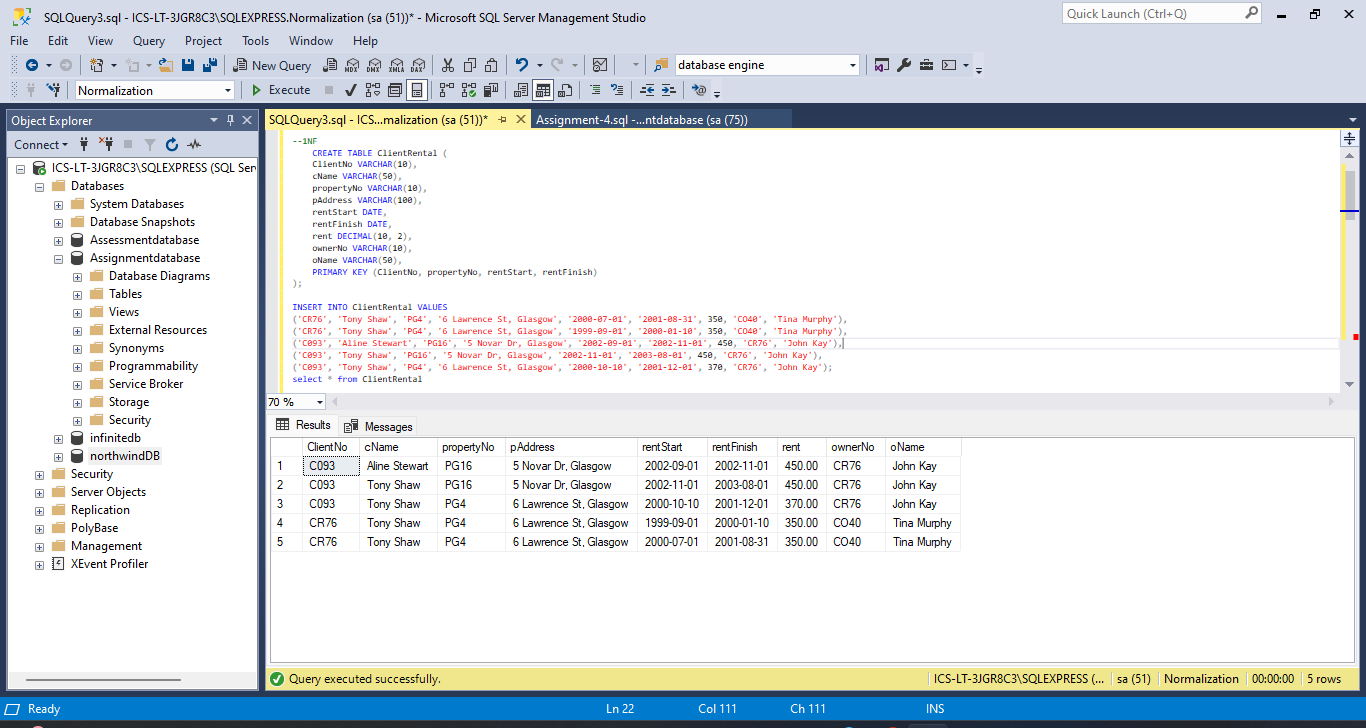 SQLQuery3.sql - ICS-LT-3JGR8C3\SQLEXPRESS.Normalization (sa (51))* - Microsoft SQL Server Management Studio
Quick Launch (Ctrl+Q)
File Edit View Query Project Tools Window Help
New Query
MDX DMX XMLA DAX
database engine
Normalization
Execute
Object Explorer
Connect
ICS-LT-3JGR8C3\SQLEXPRESS (SQL Ser
Databases
System Databases
Database Snapshots
Assessmentdatabase
Assignmentdatabase
Database Diagrams
Tables
Views
External Resources
Synonyms
Programmability
Service Broker
Storage
Security
infinitedb
northwindDB
Security
Server Objects
Replication
PolyBase
Management
XEvent Profiler
SQLQuery3.sql - ICS...malization (sa (51))*
Assignment-4.sql -...ntdatabase (sa (75))
--1NF
CREATE TABLE ClientRental (
ClientNo VARCHAR(10),
cName VARCHAR(50),
propertyNo VARCHAR(10),
pAddress VARCHAR(100),
rentStart DATE,
rentFinish DATE,
rent DECIMAL(10, 2),
ownerNo VARCHAR(10),
oName VARCHAR(50),
PRIMARY KEY (ClientNo, propertyNo, rentStart, rentFinish)
);
INSERT INTO ClientRental VALUES
('CR76', 'Tony Shaw', 'PG4', '6 Lawrence St, Glasgow', '2000-07-01', '2001-08-31', 350, 'CO40', 'Tina Murphy'),
('CR76', 'Tony Shaw', 'PG4', '6 Lawrence St, Glasgow', '1999-09-01', '2000-01-10', 350, 'CO40', 'Tina Murphy'),
('C093', 'Aline Stewart', 'PG16', '5 Novar Dr, Glasgow', '2002-09-01', '2002-11-01', 450, 'CR76', 'John Kay'),
('C093', 'Tony Shaw', 'PG16', '5 Novar Dr, Glasgow', '2002-11-01', '2003-08-01', 450, 'CR76', 'John Kay'),
('C093', 'Tony Shaw', 'PG4', '6 Lawrence St, Glasgow', '2000-10-10', '2001-12-01', 370, 'CR76', 'John Kay');
select * from ClientRental
70 %
Results Messages
ClientNo cName propertyNo pAddress rentStart rentFinish rent ownerNo oName
1 C093 Aline Stewart PG16 5 Novar Dr, Glasgow 2002-09-01 2002-11-01 450.00 CR76 John Kay
2 C093 Tony Shaw PG16 5 Novar Dr, Glasgow 2002-11-01 2003-08-01 450.00 CR76 John Kay
3 C093 Tony Shaw PG4 6 Lawrence St, Glasgow 2000-10-10 2001-12-01 370.00 CR76 John Kay
4 CR76 Tony Shaw PG4 6 Lawrence St, Glasgow 1999-09-01 2000-01-10 350.00 CO40 Tina Murphy
5 CR76 Tony Shaw PG4 6 Lawrence St, Glasgow 2000-07-01 2001-08-31 350.00 CO40 Tina Murphy
Query executed successfully.
ICS-LT-3JGR8C3\SQLEXPRESS (... sa (51) Normalization 00:00:00 5 rows
Ready Ln 22 Col 111 Ch 111 INS